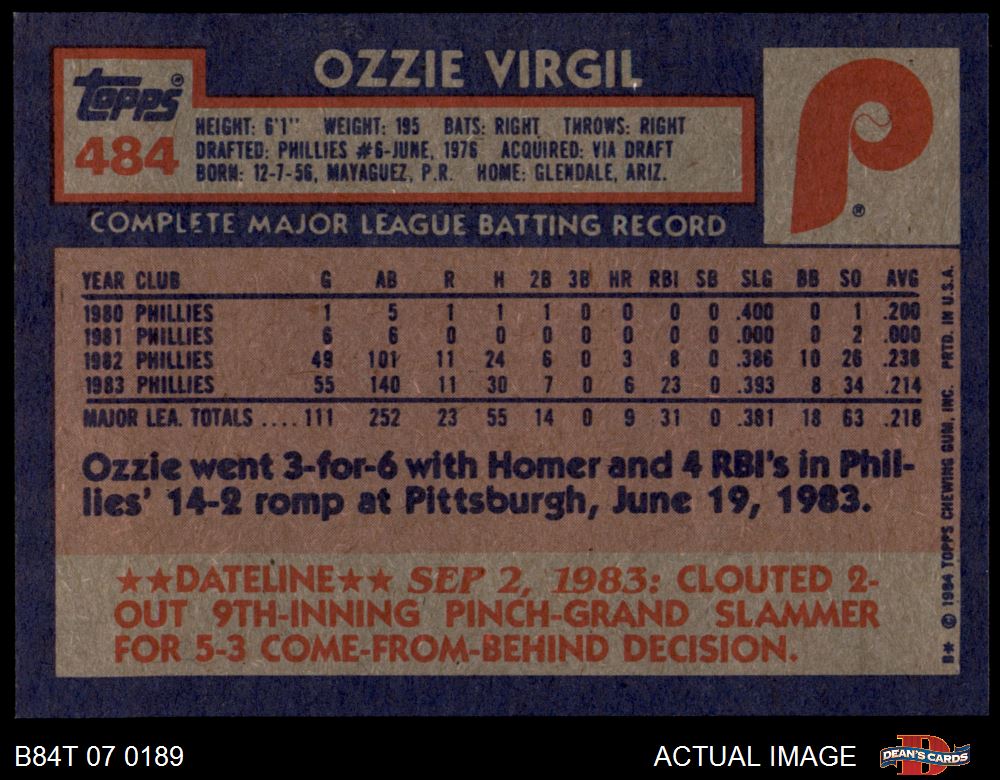 OZZIE VIRGIL
Topps®
484
HEIGHT: 6'1" WEIGHT: 195 BATS: RIGHT THROWS: RIGHT
DRAFTED: PHILLIES #6-JUNE, 1976 ACQUIRED: VIA DRAFT
BORN: 12-7-56, MAYAGUEZ, P.R. HOME: GLENDALE, ARIZ.
P ®
COMPLETE MAJOR LEAGUE BATTING RECORD
YEAR CLUB G AB R H 2B 3B HR RBI SB SLG BB SO AVG
1980 PHILLIES 1 5 1 1 1 0 0 0 0 .400 0 1 .200
1981 PHILLIES 6 6 0 0 0 0 0 0 0 .000 0 2 .000
1982 PHILLIES 49 101 11 24 6 0 3 8 0 .386 10 26 .238
1983 PHILLIES 55 140 11 30 7 0 6 23 0 .393 8 34 .214
MAJOR LEA. TOTALS .... 111 252 23 55 14 0 9 31 0 .381 18 63 .218
Ozzie went 3-for-6 with Homer and 4 RBI's in Phil-
lies' 14-2 romp at Pittsburgh, June 19, 1983.
★★DATELINE★★ SEP 2, 1983: CLOUTED 2-
OUT 9TH-INNING PINCH-GRAND SLAMMER
FOR 5-3 COME-FROM-BEHIND DECISION.
B* © 1984 TOPPS CHEWING GUM, INC. PRTD. IN U.S.A.
B84T 07 0189
ACTUAL IMAGE
D
DEAN'S CARDS